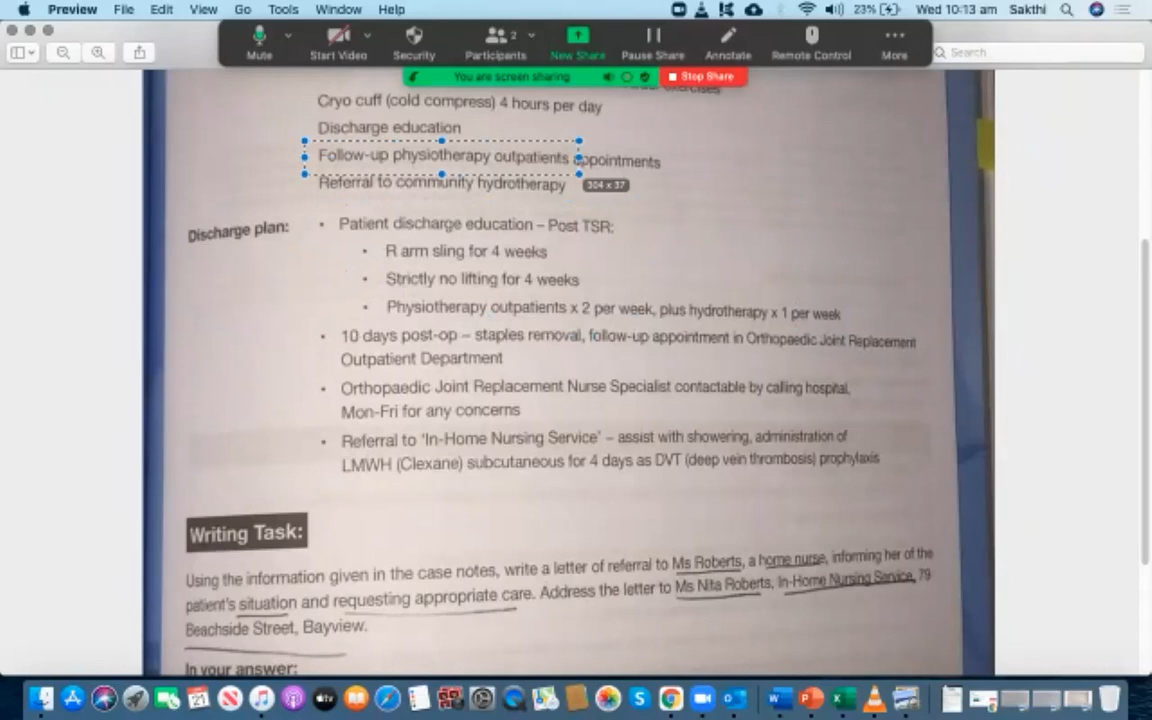 Preview File Edit View Go Tools Window Help
23% Wed 10:13 am Sakthi
Mute Start Video Security Participants 2 New Share Pause Share Annotate Remote Control More
Search
You are screen sharing Stop Share
exercises
Cryo cuff (cold compress) 4 hours per day
Discharge education
Follow-up physiotherapy outpatients appointments
Referral to community hydrotherapy
304 x 37
Discharge plan: • Patient discharge education – Post TSR:
• R arm sling for 4 weeks
• Strictly no lifting for 4 weeks
• Physiotherapy outpatients x 2 per week, plus hydrotherapy x 1 per week
• 10 days post-op – staples removal, follow-up appointment in Orthopaedic Joint Replacement
Outpatient Department
• Orthopaedic Joint Replacement Nurse Specialist contactable by calling hospital,
Mon-Fri for any concerns
• Referral to 'In-Home Nursing Service' – assist with showering, administration of
LMWH (Clexane) subcutaneous for 4 days as DVT (deep vein thrombosis) prophylaxis
Writing Task:
Using the information given in the case notes, write a letter of referral to Ms Roberts, a home nurse, informing her of the
patient's situation and requesting appropriate care. Address the letter to Ms Nita Roberts, In-Home Nursing Service, 79
Beachside Street, Bayview.
In your answer: